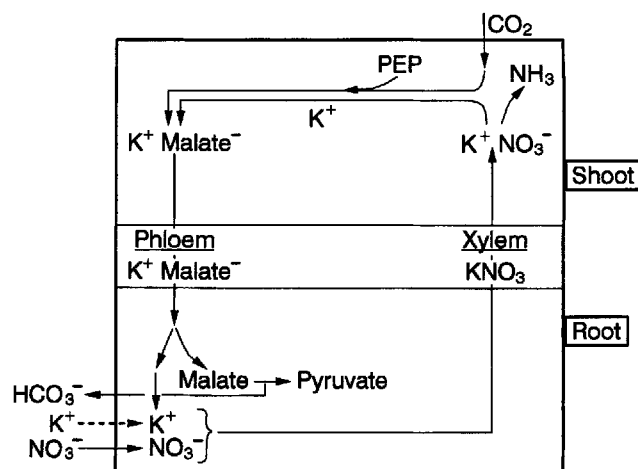 CO₂
PEP
NH₃
K⁺
K⁺ Malate⁻ K⁺ NO₃⁻
Shoot
Phloem Xylem
K⁺ Malate⁻ KNO₃
Root
Malate Pyruvate
HCO₃⁻
K⁺ K⁺
NO₃⁻ NO₃⁻